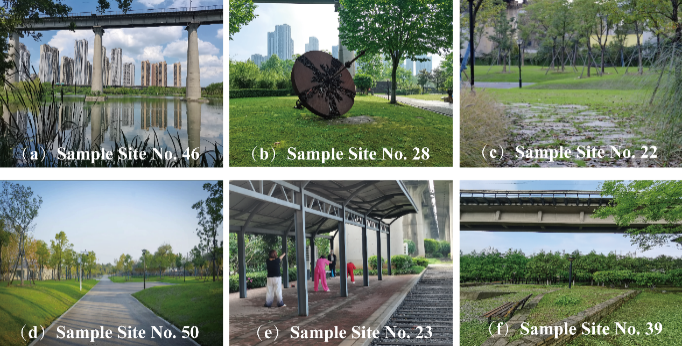 (a) Sample Site No. 46
(b) Sample Site No. 28
(c) Sample Site No. 22
(d) Sample Site No. 50
(e) Sample Site No. 23
(f) Sample Site No. 39